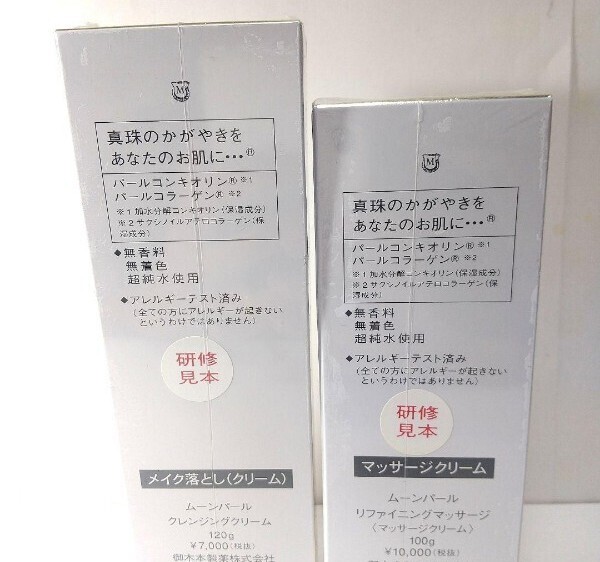 M
真珠のかがやきを
あなたのお肌に…®
パールコンキオリン® ※1
パールコラーゲン® ※2
※1 加水分解コンキオリン(保湿成分)
※2 サクシノイルアテロコラーゲン(保
湿成分)
◆無香料
無着色
超純水使用
◆アレルギーテスト済み
(全ての方にアレルギーが起きない
というわけではありません)
研修
見本
メイク落とし(クリーム)
ムーンパール
クレンジングクリーム
120g
¥7,000(税抜)
御木本製薬株式会社
M
真珠のかがやきを
あなたのお肌に…®
パールコンキオリン® ※1
パールコラーゲン® ※2
※1 加水分解コンキオリン(保湿成分)
※2 サクシノイルアテロコラーゲン(保
湿成分)
◆無香料
無着色
超純水使用
◆アレルギーテスト済み
(全ての方にアレルギーが起きない
というわけではありません)
研修
見本
マッサージクリーム
ムーンパール
リファイニングマッサージ
〈マッサージクリーム〉
100g
¥10,000(税抜)